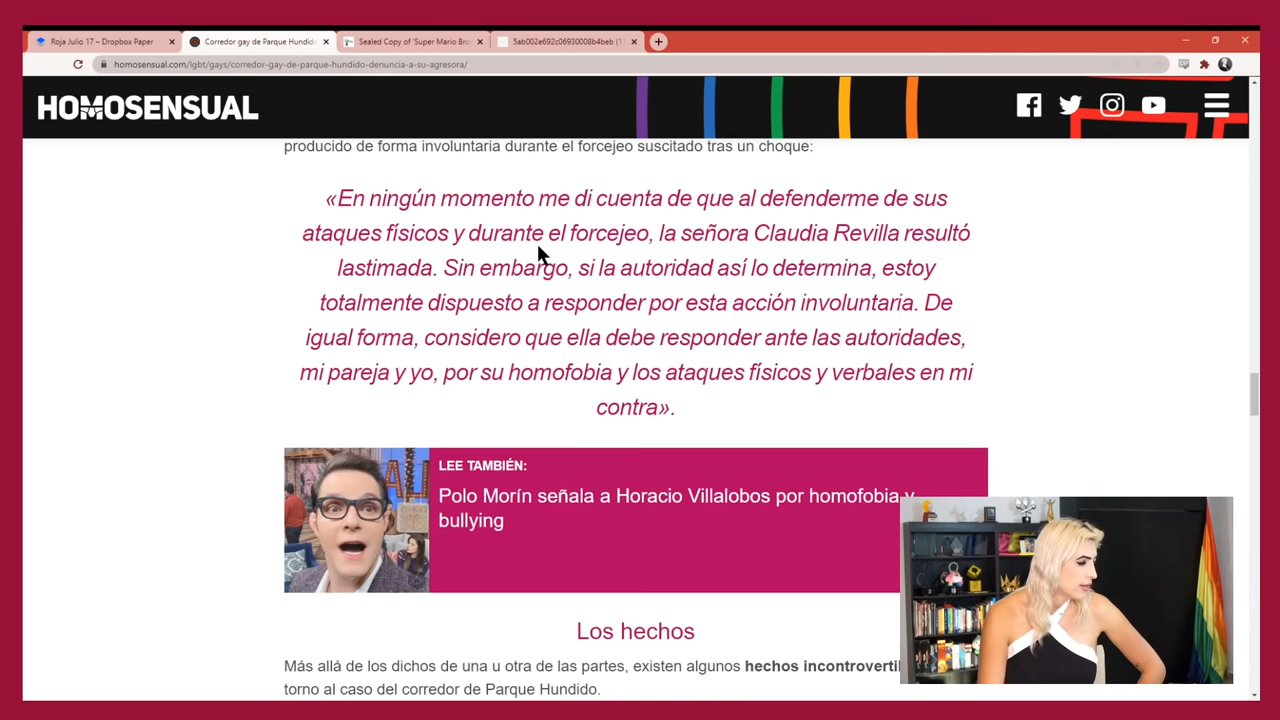 Roja Julio 17 – Dropbox Paper
Corredor gay de Parque Hundid
Sealed Copy of 'Super Mario Bro
5ab002e692c06930008b4beb (1
homosensual.com/lgbt/gays/corredor-gay-de-parque-hundido-denuncia-a-su-agresora/
HOMOSENSUAL
producido de forma involuntaria durante el forcejeo suscitado tras un choque:
«En ningún momento me di cuenta de que al defenderme de sus
ataques físicos y durante el forcejeo, la señora Claudia Revilla resultó
lastimada. Sin embargo, si la autoridad así lo determina, estoy
totalmente dispuesto a responder por esta acción involuntaria. De
igual forma, considero que ella debe responder ante las autoridades,
mi pareja y yo, por su homofobia y los ataques físicos y verbales en mi
contra».
LEE TAMBIÉN:
Polo Morín señala a Horacio Villalobos por homofobia y
bullying
Los hechos
Más allá de los dichos de una u otra de las partes, existen algunos hechos incontroverti
torno al caso del corredor de Parque Hundido.